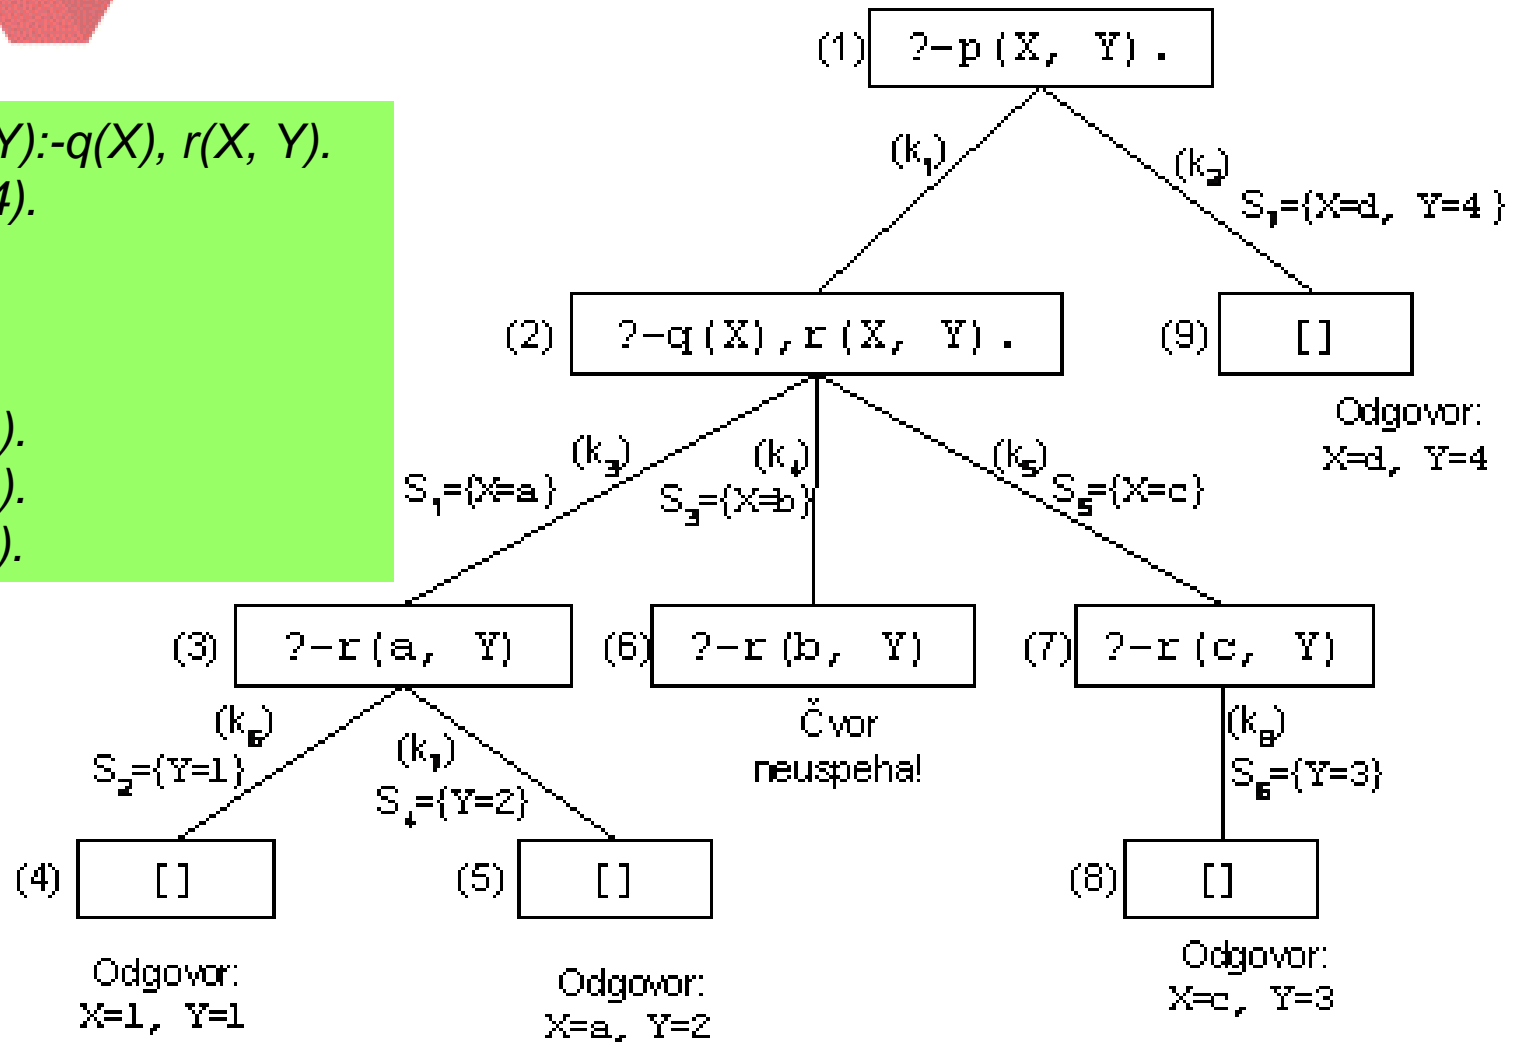 (1) ?-p(X, Y).
Y):-q(X), r(X, Y).
4).
).
).
).
(k₁)
(k₂)
S₁={X=d, Y=4}
(2) ?-q(X),r(X, Y).
(9) []
Odgovor:
X=d, Y=4
(k₃)
S₁={X=a}
(k₄)
S₃={X=b}
(k₅)
S₅={X=c}
(3) ?-r(a, Y)
(6) ?-r(b, Y)
(7) ?-r(c, Y)
Čvor
neuspeha!
(k₆)
S₂={Y=1}
(k₇)
S₄={Y=2}
(k₈)
S₆={Y=3}
(4) []
(5) []
(8) []
Odgovor:
X=1, Y=1
Odgovor:
X=a, Y=2
Odgovor:
X=c, Y=3